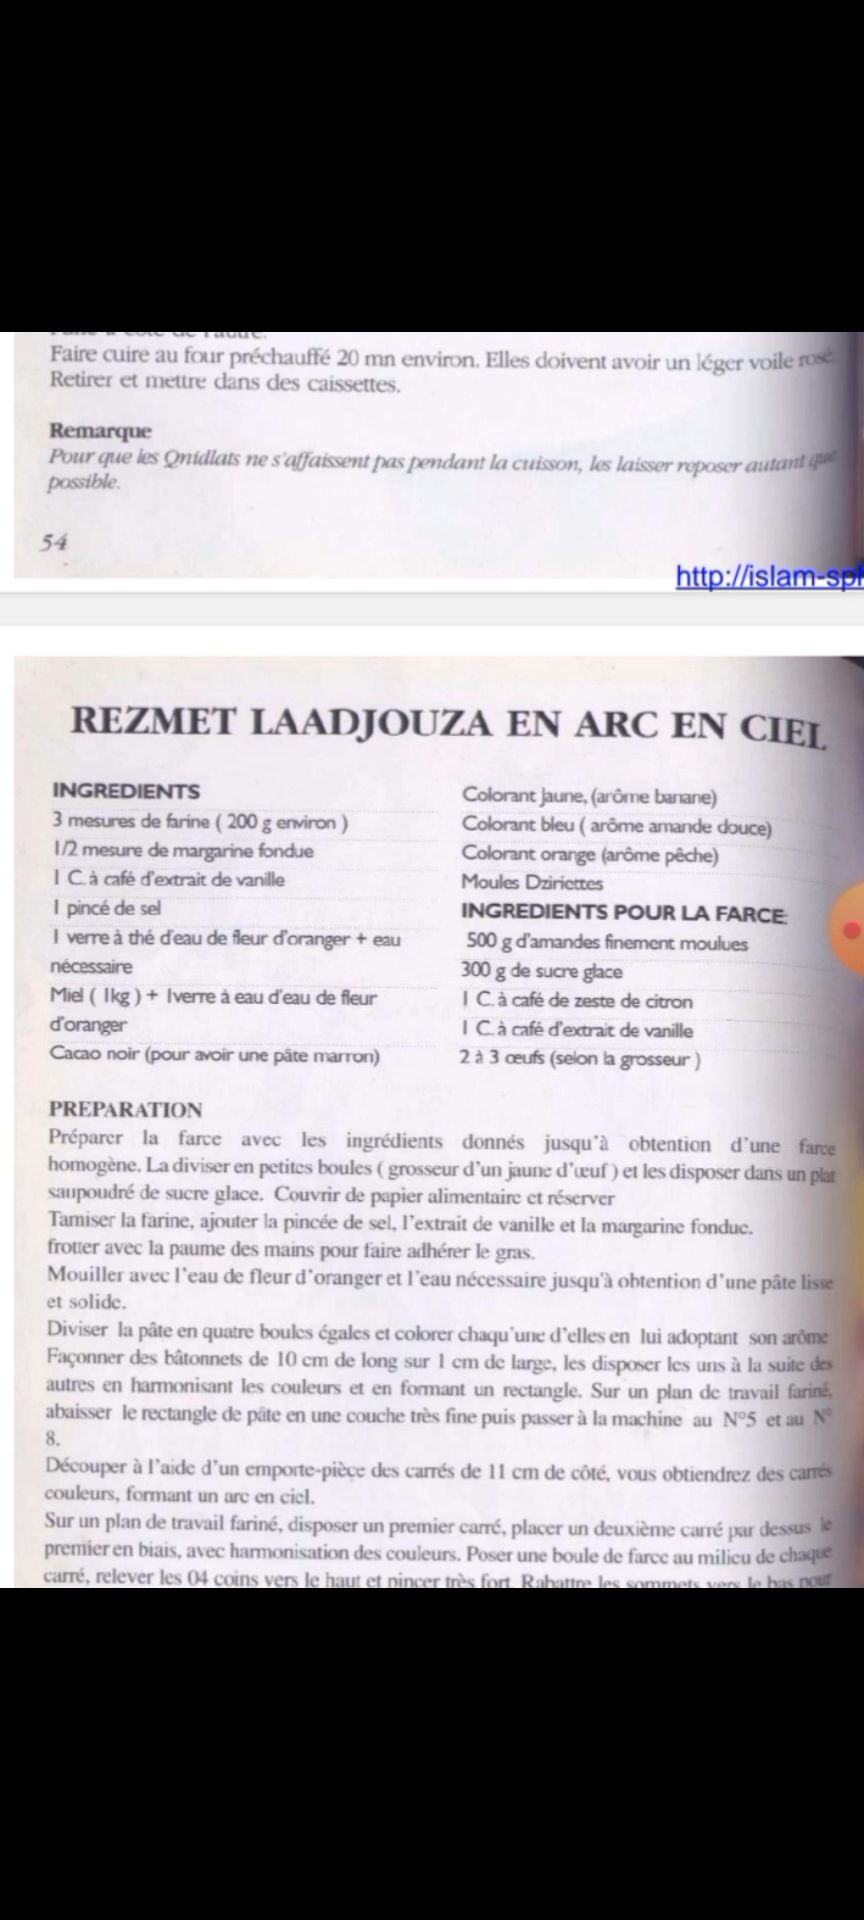 Faire cuire au four préchauffé 20 mn environ. Elles doivent avoir un léger voile rosé.
Retirer et mettre dans des caissettes.
Remarque
Pour que les Qnidlats ne s'affaissent pas pendant la cuisson, les laisser reposer autant que
possible.
54
http://islam-sp
REZMET LAADJOUZA EN ARC EN CIEL
INGREDIENTS
3 mesures de farine ( 200 g environ )
1/2 mesure de margarine fondue
1 C. à café d'extrait de vanille
1 pincé de sel
1 verre à thé d'eau de fleur d'oranger + eau
nécessaire
Miel ( 1kg ) + 1verre à eau d'eau de fleur
d'oranger
Cacao noir (pour avoir une pâte marron)
Colorant Jaune, (arôme banane)
Colorant bleu ( arôme amande douce)
Colorant orange (arôme pêche)
Moules Dziriettes
INGREDIENTS POUR LA FARCE:
500 g d'amandes finement moulues
300 g de sucre glace
1 C. à café de zeste de citron
1 C. à café d'extrait de vanille
2 à 3 œufs (selon la grosseur )
PREPARATION
Préparer la farce avec les ingrédients donnés jusqu'à obtention d'une farce
homogène. La diviser en petites boules ( grosseur d'un jaune d'œuf ) et les disposer dans un plat
saupoudré de sucre glace. Couvrir de papier alimentaire et réserver
Tamiser la farine, ajouter la pincée de sel, l'extrait de vanille et la margarine fondue.
frotter avec la paume des mains pour faire adhérer le gras.
Mouiller avec l'eau de fleur d'oranger et l'eau nécessaire jusqu'à obtention d'une pâte lisse
et solide.
Diviser la pâte en quatre boules égales et colorer chaqu'une d'elles en lui adoptant son arôme
Façonner des bâtonnets de 10 cm de long sur 1 cm de large, les disposer les uns à la suite des
autres en harmonisant les couleurs et en formant un rectangle. Sur un plan de travail fariné,
abaisser le rectangle de pâte en une couche très fine puis passer à la machine au N°5 et au N°
8.
Découper à l'aide d'un emporte-pièce des carrés de 11 cm de côté, vous obtiendrez des carrés
couleurs, formant un arc en ciel.
Sur un plan de travail fariné, disposer un premier carré, placer un deuxième carré par dessus le
premier en biais, avec harmonisation des couleurs. Poser une boule de farce au milieu de chaque
carré, relever les 04 coins vers le haut et pincer très fort. Rabattre les sommets vers le bas pour